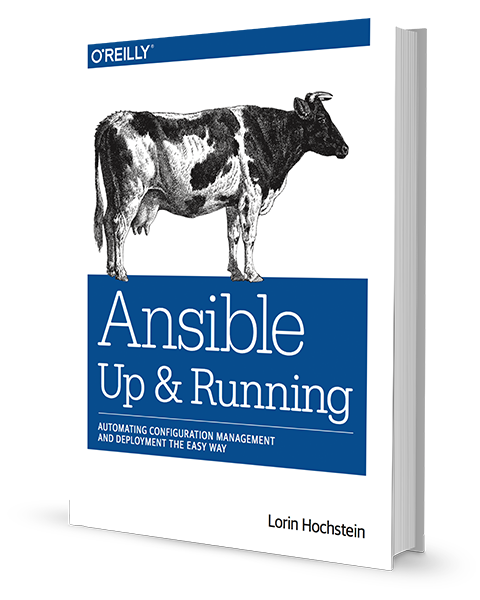 O'REILLY®
Ansible
Up & Running
AUTOMATING CONFIGURATION MANAGEMENT
AND DEPLOYMENT THE EASY WAY
Lorin Hochstein